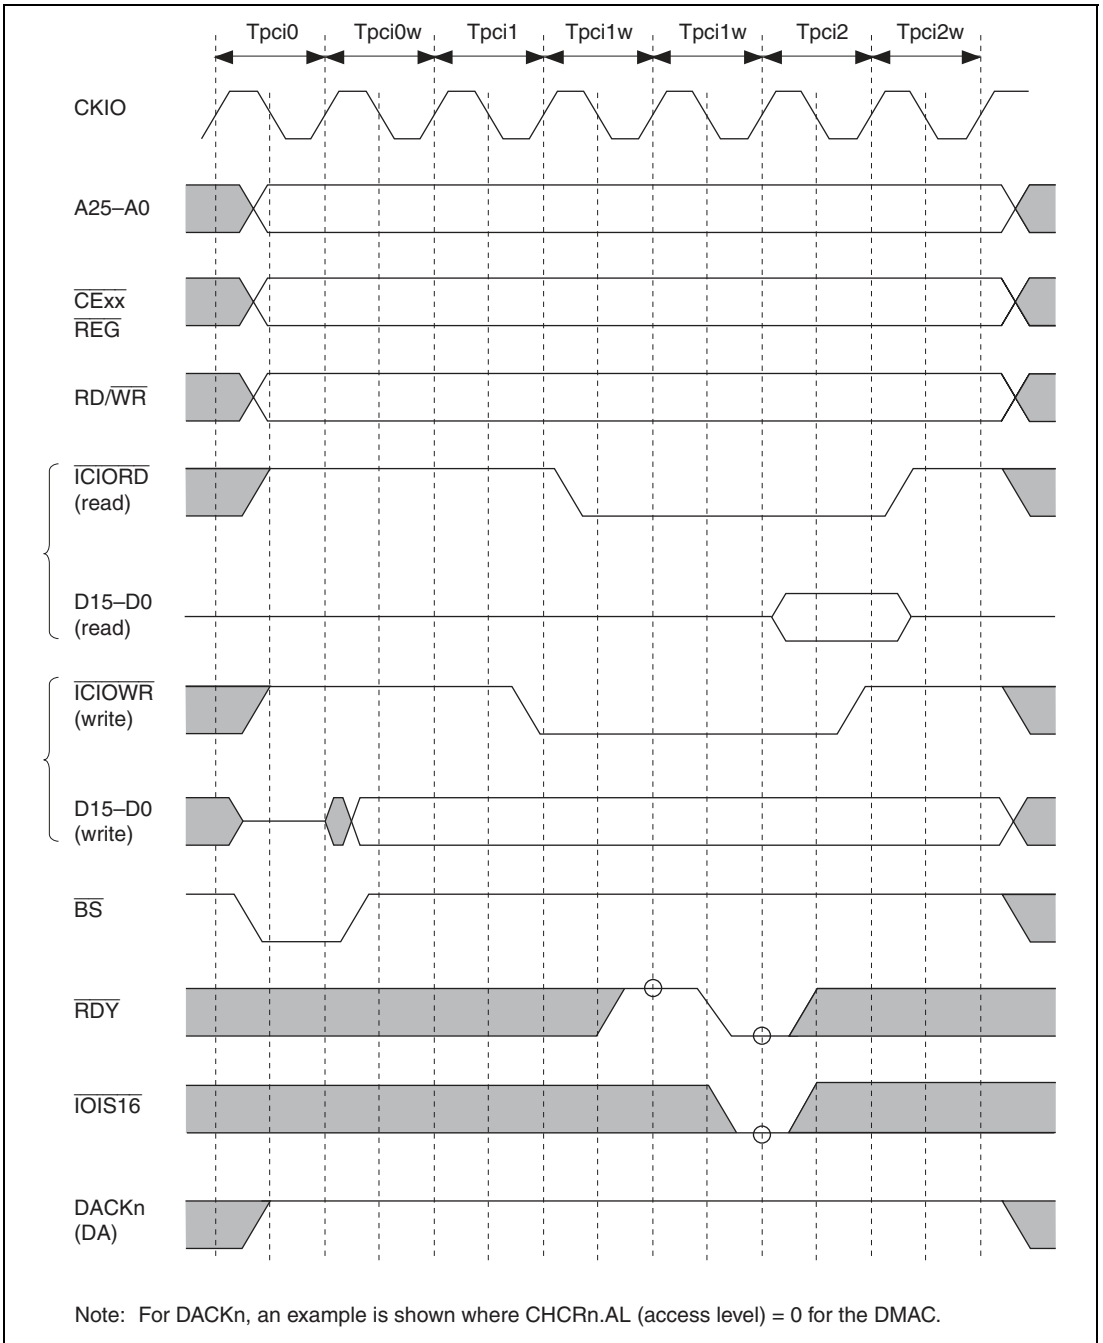 Tpci0 Tpci0w Tpci1 Tpci1w Tpci1w Tpci2 Tpci2w
CKIO
A25–A0
CExx
REG
RD/WR
ICIORD
(read)
D15–D0
(read)
ICIOWR
(write)
D15–D0
(write)
BS
RDY
IOIS16
DACKn
(DA)
Note: For DACKn, an example is shown where CHCRn.AL (access level) = 0 for the DMAC.